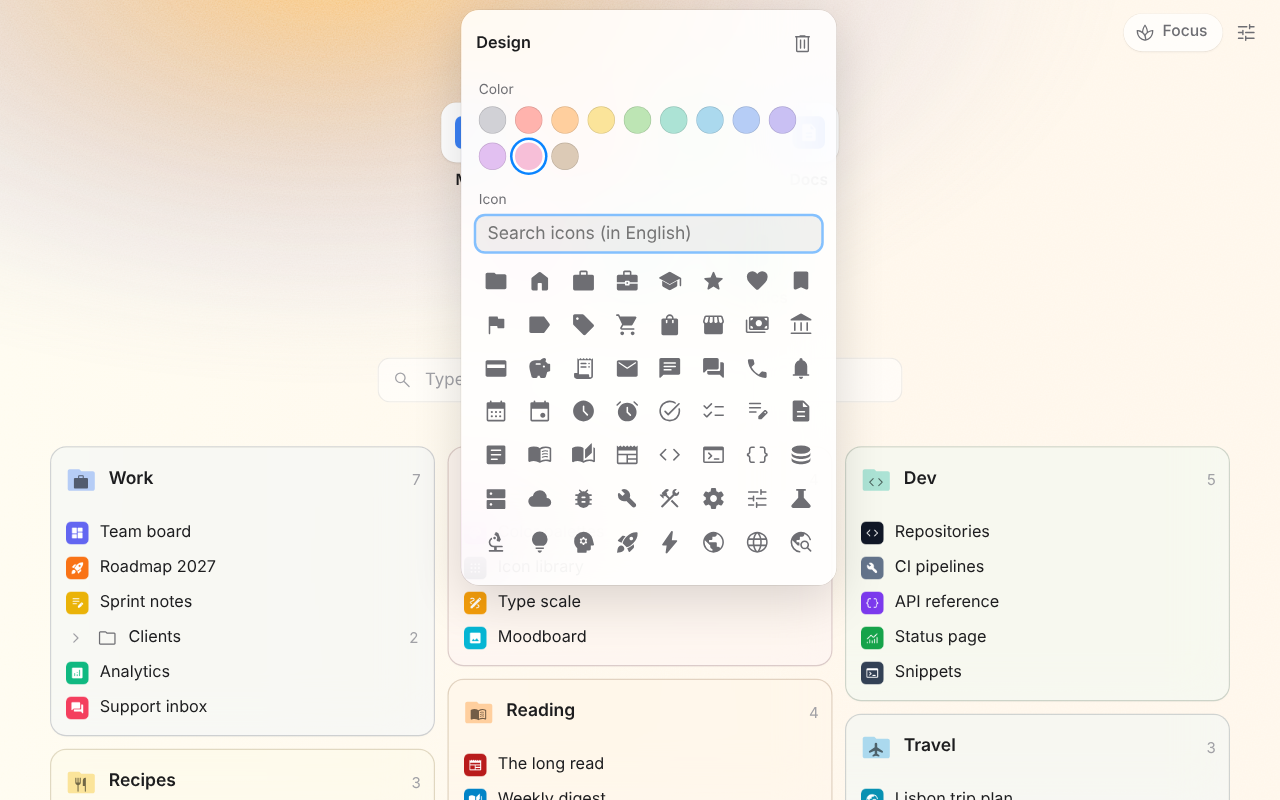 Design
Focus
Color
Docs
Icon
Search icons (in English)
Type
Work
7
Team board
Roadmap 2027
Sprint notes
Clients
2
Analytics
Support inbox
Recipes
3
Icon library
Type scale
Moodboard
Reading
4
The long read
Weekly digest
Dev
5
Repositories
CI pipelines
API reference
Status page
Snippets
Travel
3
Lisbon trip plan